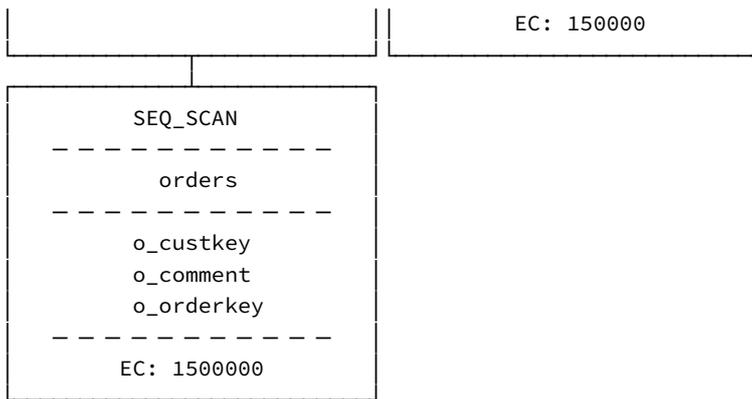 EC: 150000
SEQ_SCAN
orders
o_custkey
o_comment
o_orderkey
EC: 1500000